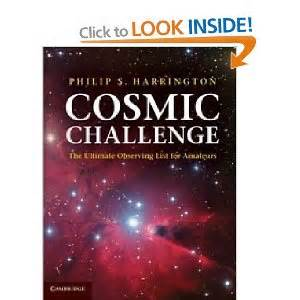 Click to LOOK INSIDE!
PHILIP S. HARRINGTON
COSMIC
CHALLENGE
The Ultimate Observing List for Amateurs
CAMBRIDGE